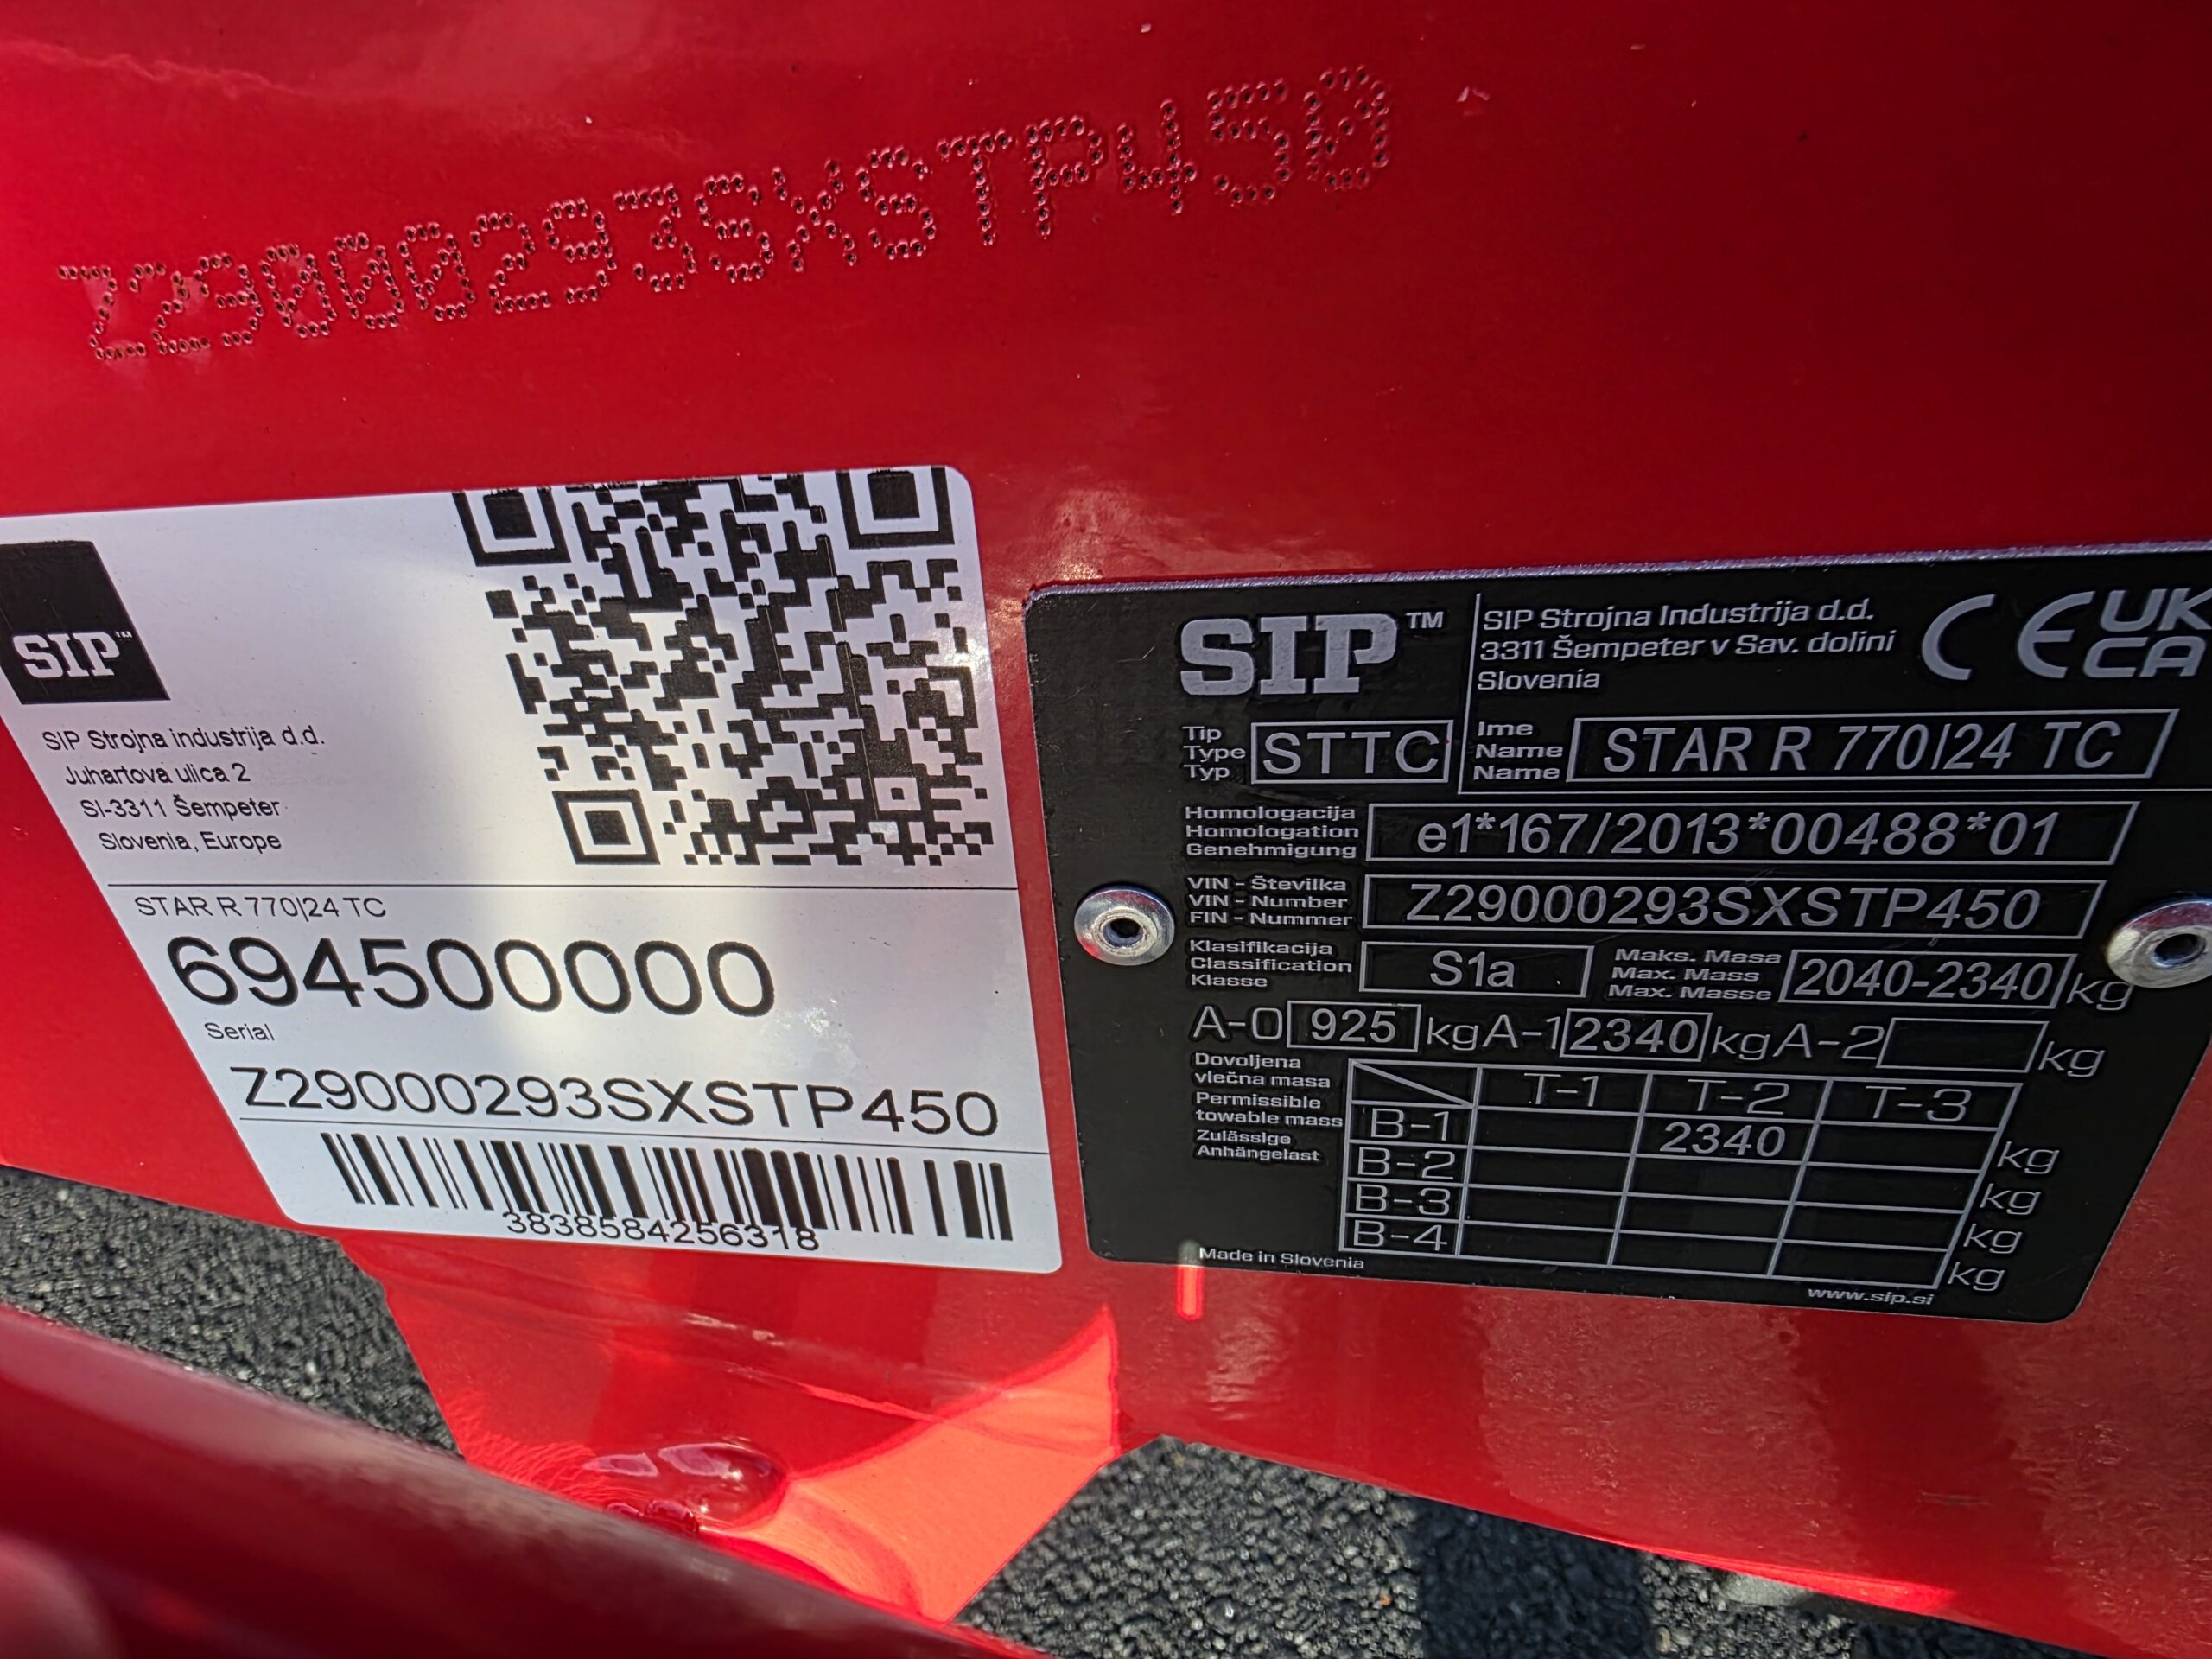 Z29000293SXSTP450
SIP™
SIP Strojna industrija d.d.
Juhartova ulica 2
SI-3311 Šempeter
Slovenia, Europe
STAR R 770|24 TC
694500000
Serial
Z29000293SXSTP450
3838584256318
SIP™
SIP Strojna Industrija d.d.
3311 Šempeter v Sav. dolini
Slovenia
CE UK
CA
Tip
Type
Typ
STTC
Ime
Name
Name
STAR R 770|24 TC
Homologacija
Homologation
Genehmigung
e1*167/2013*00488*01
VIN - Številka
VIN - Number
FIN - Nummer
Z29000293SXSTP450
Klasifikacija
Classification
Klasse
S1a
Maks. Masa
Max. Mass
Max. Masse
2040-2340 kg
A-0 925 kg A-1 2340 kg A-2 kg
Dovoljena
vlečna masa
Permissible
towable mass
Zulässige
Anhängelast
T-1 T-2 T-3
B-1 2340 kg
B-2 kg
B-3 kg
B-4 kg
Made in Slovenia
www.sip.si